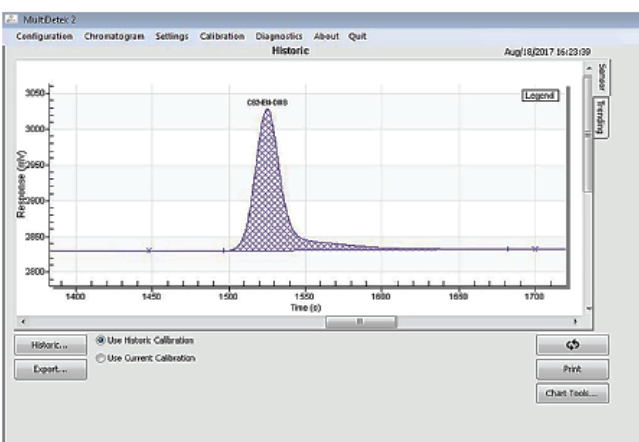 MultiDetek 2
Configuration Chromatogram Settings Calibration Diagnostics About Quit
Historic Aug/18/2017 16:23:39
Sensor
Trending
Legend
3050
3000
2950
2900
2850
2800
Response (mV)
1400 1450 1500 1550 1600 1650 1700
Time (s)
Historic...
Use Historic Calibration
Export...
Use Current Calibration
Print
Chart Tools...